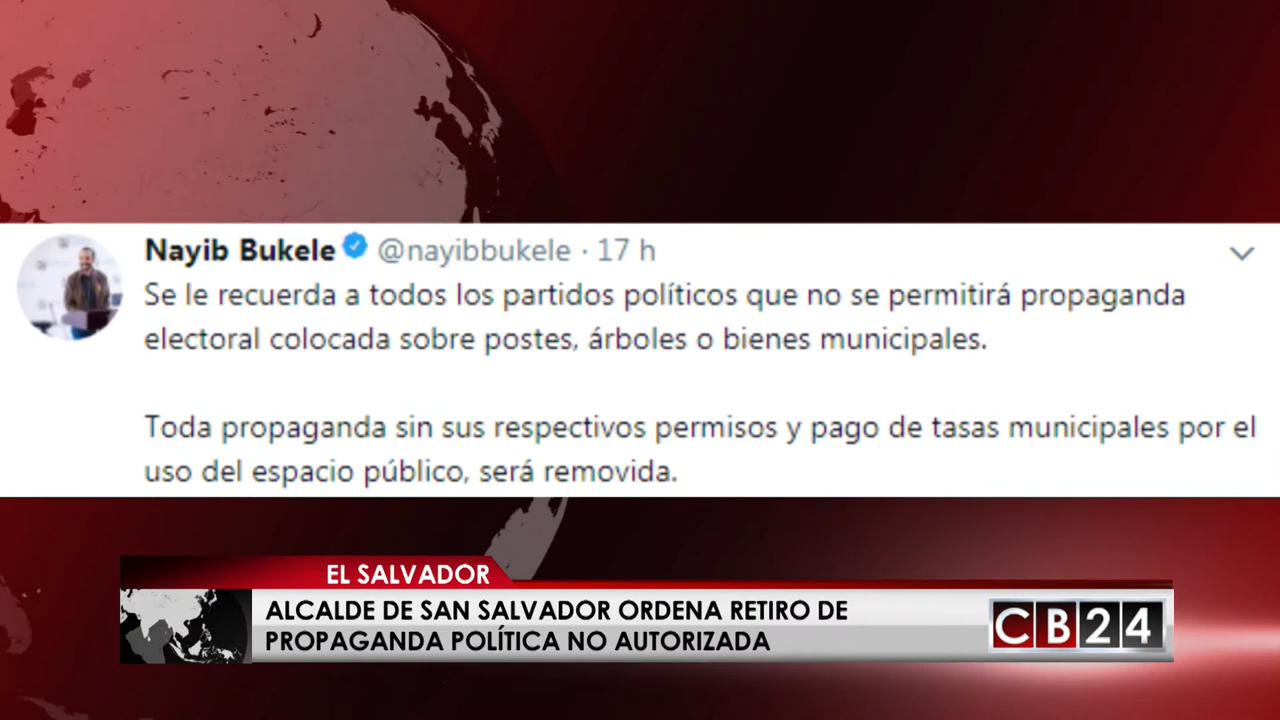 Nayib Bukele @nayibbukele · 17 h
Se le recuerda a todos los partidos políticos que no se permitirá propaganda
electoral colocada sobre postes, árboles o bienes municipales.
Toda propaganda sin sus respectivos permisos y pago de tasas municipales por el
uso del espacio público, será removida.
EL SALVADOR
ALCALDE DE SAN SALVADOR ORDENA RETIRO DE
PROPAGANDA POLÍTICA NO AUTORIZADA
CB24